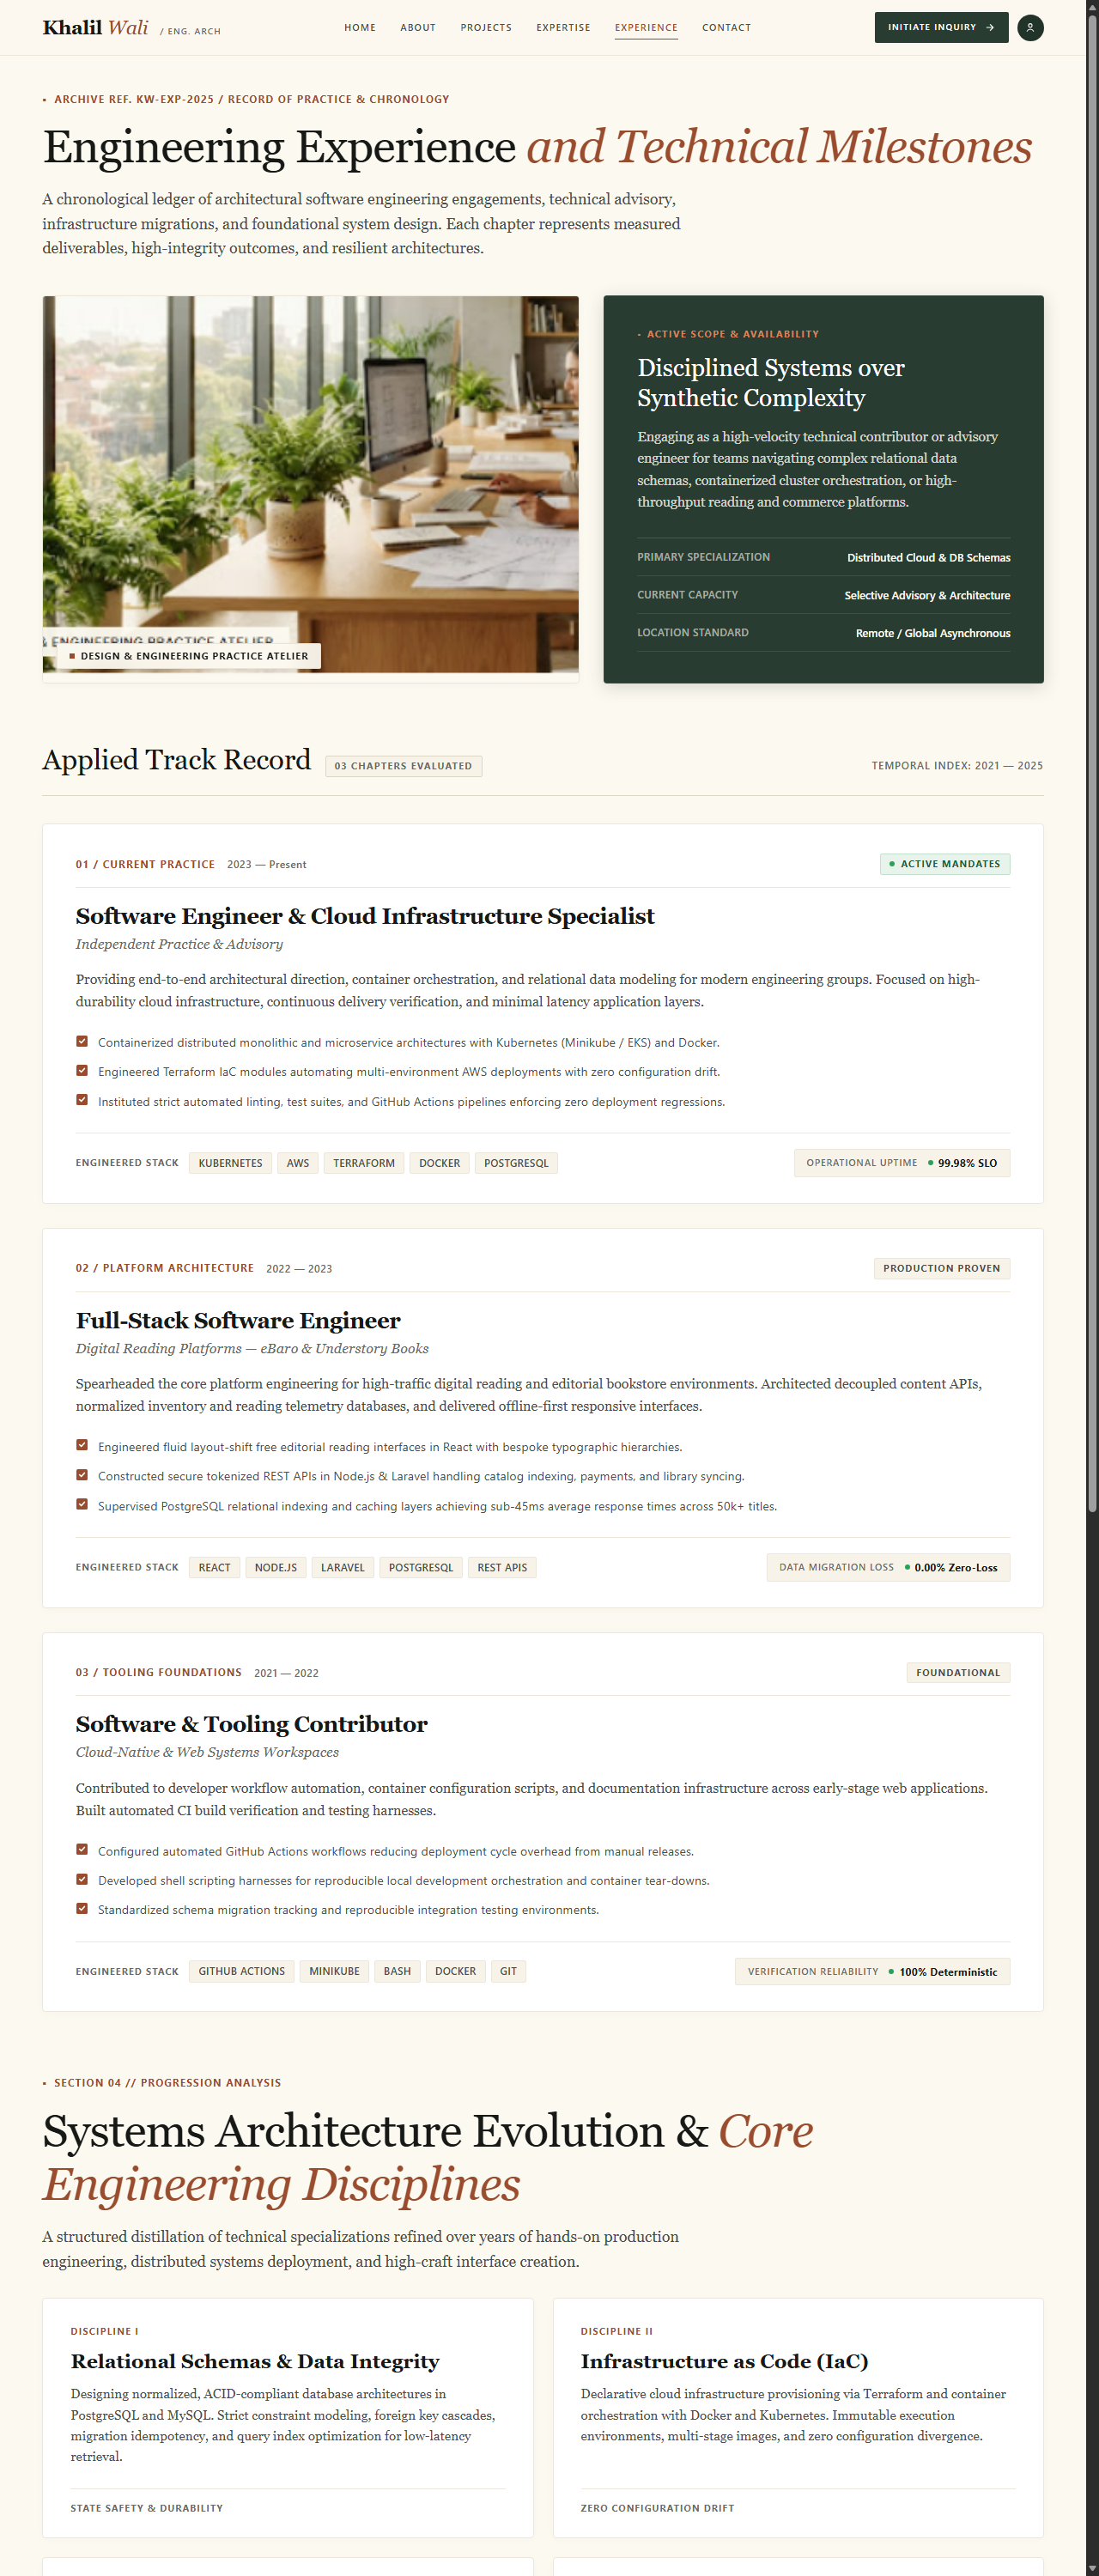 Khalil Wali / ENG. ARCH
HOME ABOUT PROJECTS EXPERTISE EXPERIENCE CONTACT
INITIATE INQUIRY →
ARCHIVE REF. KW-EXP-2025 / RECORD OF PRACTICE & CHRONOLOGY
Engineering Experience and Technical Milestones
A chronological ledger of architectural software engineering engagements, technical advisory,
infrastructure migrations, and foundational system design. Each chapter represents measured
deliverables, high-integrity outcomes, and resilient architectures.
& ENGINEERING PRACTICE ATELIER
DESIGN & ENGINEERING PRACTICE ATELIER
ACTIVE SCOPE & AVAILABILITY
Disciplined Systems over
Synthetic Complexity
Engaging as a high-velocity technical contributor or advisory
engineer for teams navigating complex relational data
schemas, containerized cluster orchestration, or high-
throughput reading and commerce platforms.
PRIMARY SPECIALIZATION Distributed Cloud & DB Schemas
CURRENT CAPACITY Selective Advisory & Architecture
LOCATION STANDARD Remote / Global Asynchronous
Applied Track Record 03 CHAPTERS EVALUATED TEMPORAL INDEX: 2021 — 2025
01 / CURRENT PRACTICE 2023 — Present ACTIVE MANDATES
Software Engineer & Cloud Infrastructure Specialist
Independent Practice & Advisory
Providing end-to-end architectural direction, container orchestration, and relational data modeling for modern engineering groups. Focused on high-
durability cloud infrastructure, continuous delivery verification, and minimal latency application layers.
Containerized distributed monolithic and microservice architectures with Kubernetes (Minikube / EKS) and Docker.
Engineered Terraform IaC modules automating multi-environment AWS deployments with zero configuration drift.
Instituted strict automated linting, test suites, and GitHub Actions pipelines enforcing zero deployment regressions.
ENGINEERED STACK KUBERNETES AWS TERRAFORM DOCKER POSTGRESQL OPERATIONAL UPTIME 99.98% SLO
02 / PLATFORM ARCHITECTURE 2022 — 2023 PRODUCTION PROVEN
Full-Stack Software Engineer
Digital Reading Platforms — eBaro & Understory Books
Spearheaded the core platform engineering for high-traffic digital reading and editorial bookstore environments. Architected decoupled content APIs,
normalized inventory and reading telemetry databases, and delivered offline-first responsive interfaces.
Engineered fluid layout-shift free editorial reading interfaces in React with bespoke typographic hierarchies.
Constructed secure tokenized REST APIs in Node.js & Laravel handling catalog indexing, payments, and library syncing.
Supervised PostgreSQL relational indexing and caching layers achieving sub-45ms average response times across 50k+ titles.
ENGINEERED STACK REACT NODE.JS LARAVEL POSTGRESQL REST APIS DATA MIGRATION LOSS 0.00% Zero-Loss
03 / TOOLING FOUNDATIONS 2021 — 2022 FOUNDATIONAL
Software & Tooling Contributor
Cloud-Native & Web Systems Workspaces
Contributed to developer workflow automation, container configuration scripts, and documentation infrastructure across early-stage web applications.
Built automated CI build verification and testing harnesses.
Configured automated GitHub Actions workflows reducing deployment cycle overhead from manual releases.
Developed shell scripting harnesses for reproducible local development orchestration and container tear-downs.
Standardized schema migration tracking and reproducible integration testing environments.
ENGINEERED STACK GITHUB ACTIONS MINIKUBE BASH DOCKER GIT VERIFICATION RELIABILITY 100% Deterministic
SECTION 04 // PROGRESSION ANALYSIS
Systems Architecture Evolution & Core
Engineering Disciplines
A structured distillation of technical specializations refined over years of hands-on production
engineering, distributed systems deployment, and high-craft interface creation.
DISCIPLINE I
Relational Schemas & Data Integrity
Designing normalized, ACID-compliant database architectures in
PostgreSQL and MySQL. Strict constraint modeling, foreign key cascades,
migration idempotency, and query index optimization for low-latency
retrieval.
STATE SAFETY & DURABILITY
DISCIPLINE II
Infrastructure as Code (IaC)
Declarative cloud infrastructure provisioning via Terraform and container
orchestration with Docker and Kubernetes. Immutable execution
environments, multi-stage images, and zero configuration divergence.
ZERO CONFIGURATION DRIFT